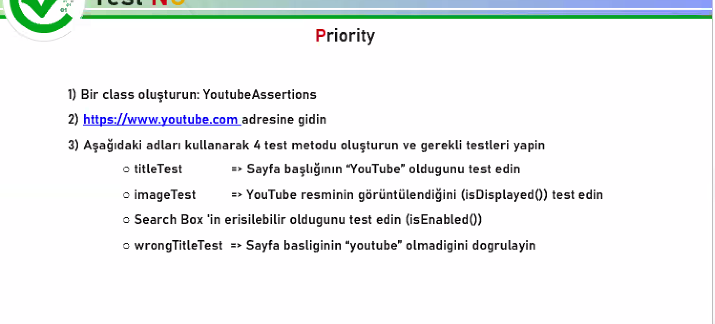 Test N
Priority
1) Bir class oluşturun: YoutubeAssertions
2) https://www.youtube.com adresine gidin
3) Aşağıdaki adları kullanarak 4 test metodu oluşturun ve gerekli testleri yapin
○ titleTest => Sayfa başlığının “YouTube” oldugunu test edin
○ imageTest => YouTube resminin görüntülendiğini (isDisplayed()) test edin
○ Search Box 'in erisilebilir oldugunu test edin (isEnabled())
○ wrongTitleTest => Sayfa basliginin “youtube” olmadigini dogrulayin